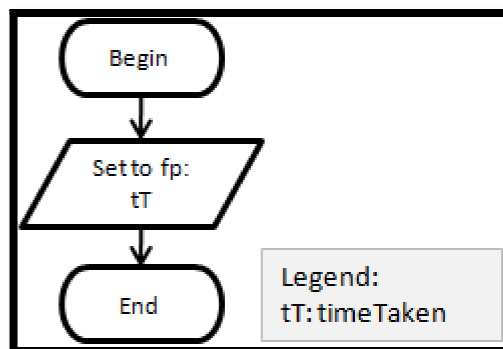 Begin
Set to fp:
tT
End
Legend:
tT: timeTaken